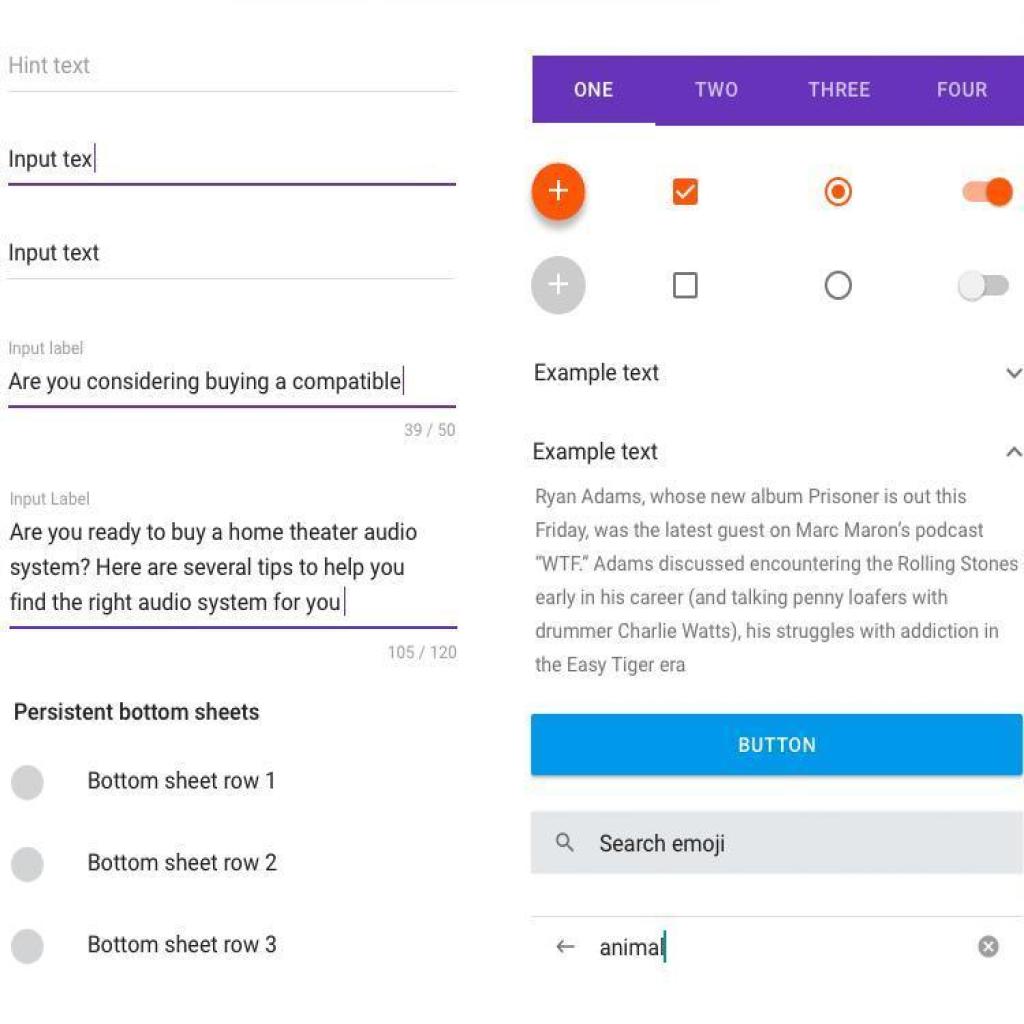 Hint text
Input tex
Input text
Input label
Are you considering buying a compatible
39 / 50
Input Label
Are you ready to buy a home theater audio
system? Here are several tips to help you
find the right audio system for you
105 / 120
Persistent bottom sheets
Bottom sheet row 1
Bottom sheet row 2
Bottom sheet row 3
ONE TWO THREE FOUR
Example text
Example text
Ryan Adams, whose new album Prisoner is out this
Friday, was the latest guest on Marc Maron’s podcast
“WTF.” Adams discussed encountering the Rolling Stones
early in his career (and talking penny loafers with
drummer Charlie Watts), his struggles with addiction in
the Easy Tiger era
BUTTON
Search emoji
animal